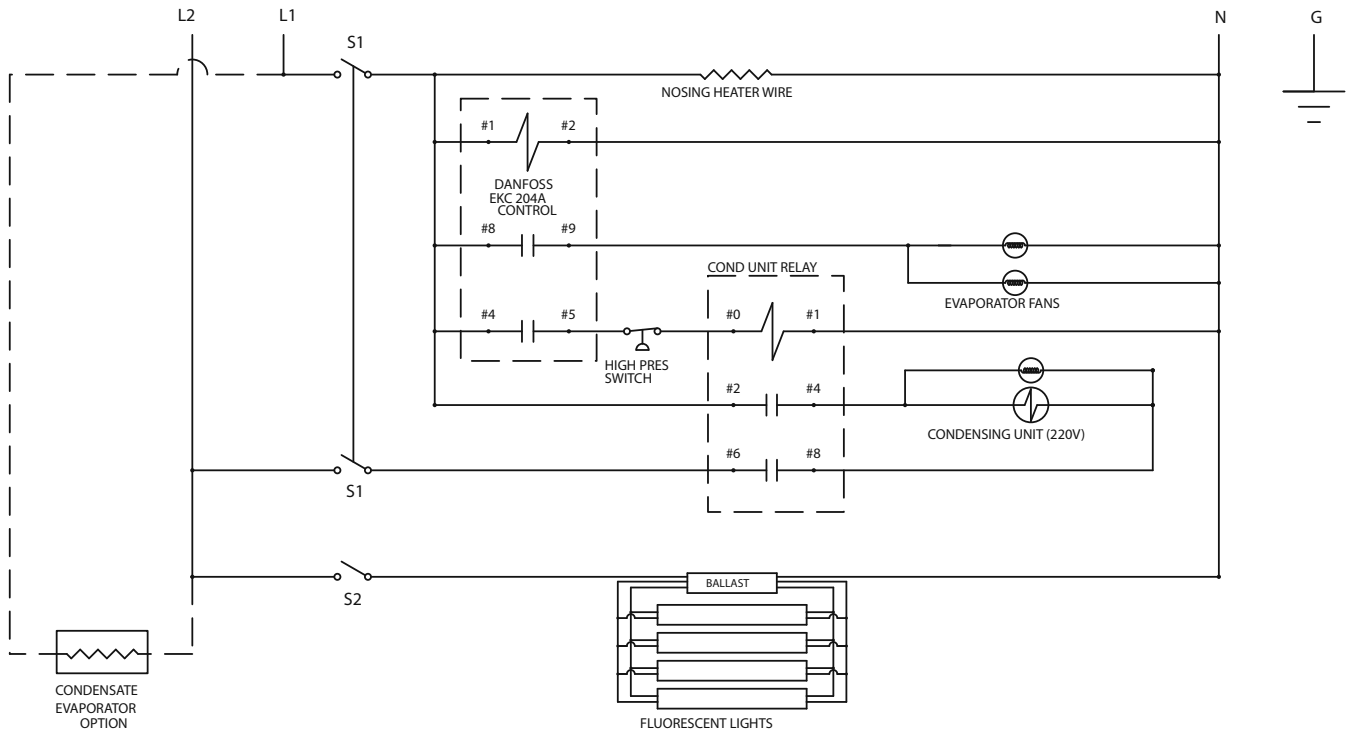 L2
L1
N
G
S1
NOSING HEATER WIRE
#1
#2
DANFOSS
EKC 204A
CONTROL
#8
#9
COND UNIT RELAY
EVAPORATOR FANS
#4
#5
#0
#1
HIGH PRES
SWITCH
#2
#4
CONDENSING UNIT (220V)
#6
#8
S1
S2
BALLAST
CONDENSATE
EVAPORATOR
OPTION
FLUORESCENT LIGHTS